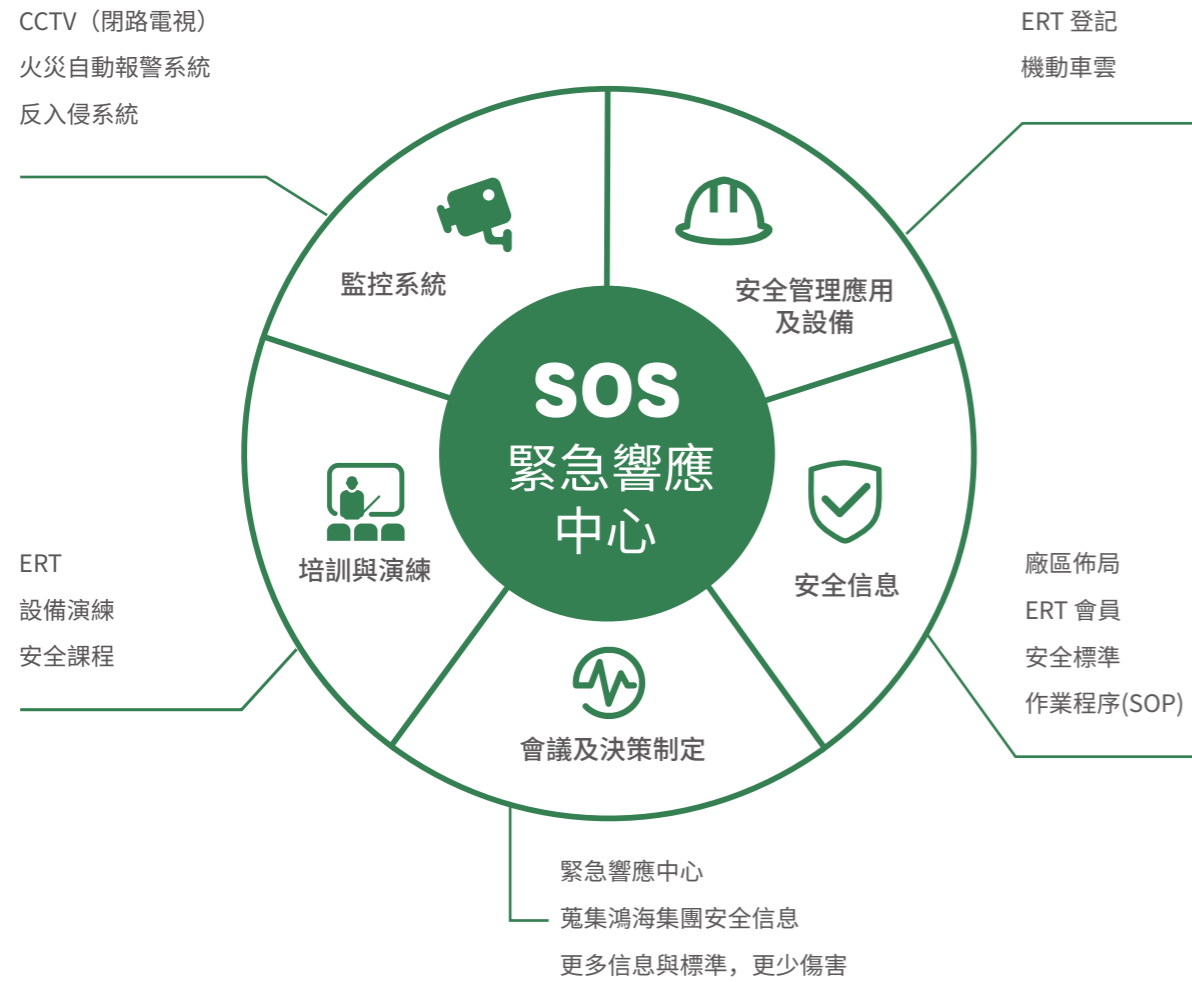 CCTV（閉路電視）
火災自動報警系統
反入侵系統
ERT 登記
機動車雲
監控系統
安全管理應用
及設備
SOS
緊急響應
中心
培訓與演練
安全信息
會議及決策制定
ERT
設備演練
安全課程
廠區佈局
ERT 會員
安全標準
作業程序(SOP)
緊急響應中心
蒐集鴻海集團安全信息
更多信息與標準，更少傷害